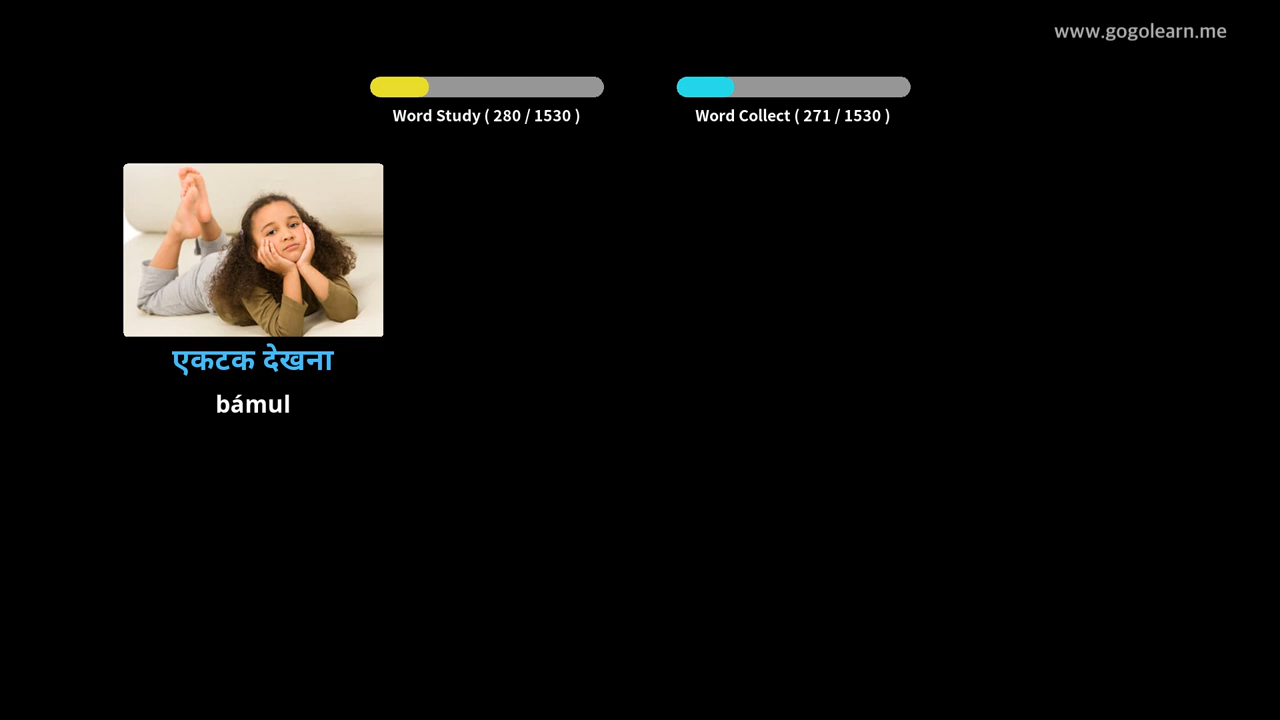 www.gogolearn.me
Word Study ( 280 / 1530 )
Word Collect ( 271 / 1530 )
एकटक देखना
bámul